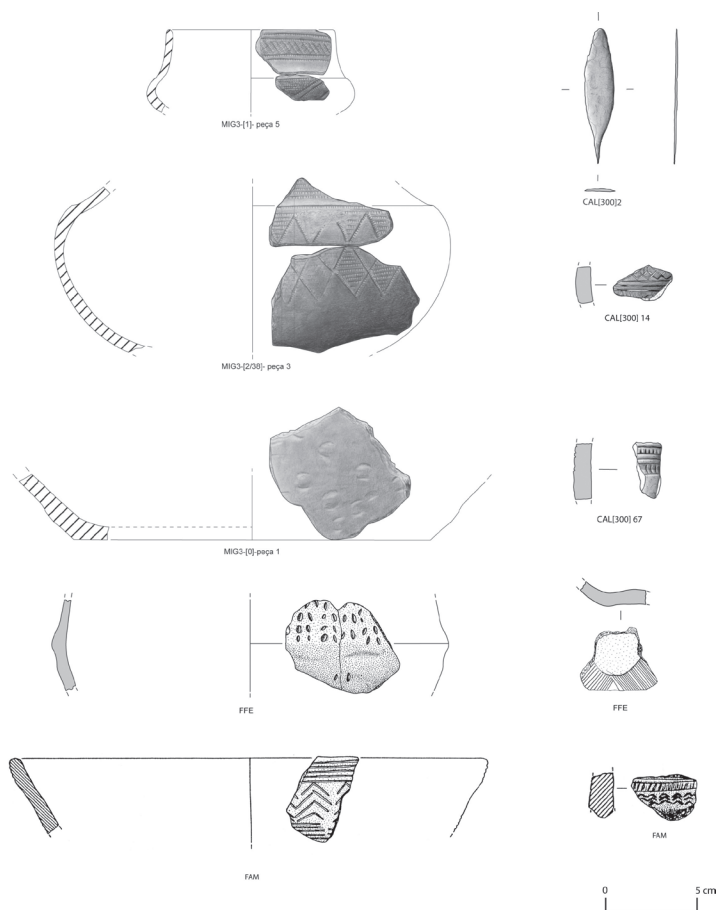 MIG3-[1]- peça 5
CAL[300]2
MIG3-[2/38]- peça 3
CAL[300] 14
MIG3-[0]-peça 1
CAL[300] 67
FFE
FFE
FAM
FAM
0 5 cm